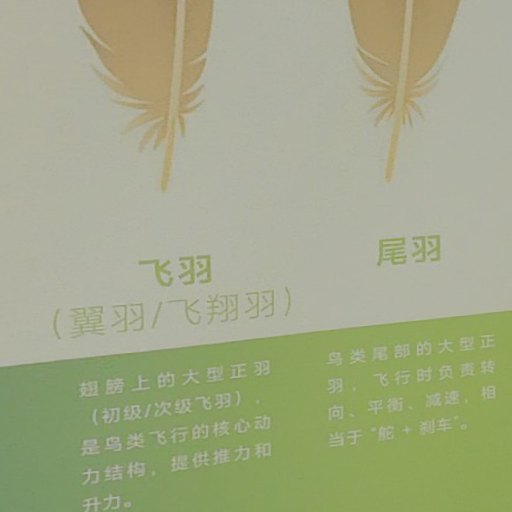 飞羽
(翼羽/飞翔羽)
翅膀上的大型正羽
（初级/次级飞羽），
是鸟类飞行的核心动
力结构，提供推力和
升力。
尾羽
鸟类尾部的大型正
羽，飞行时负责转
向、平衡、减速，相
当于“舵 + 刹车”。